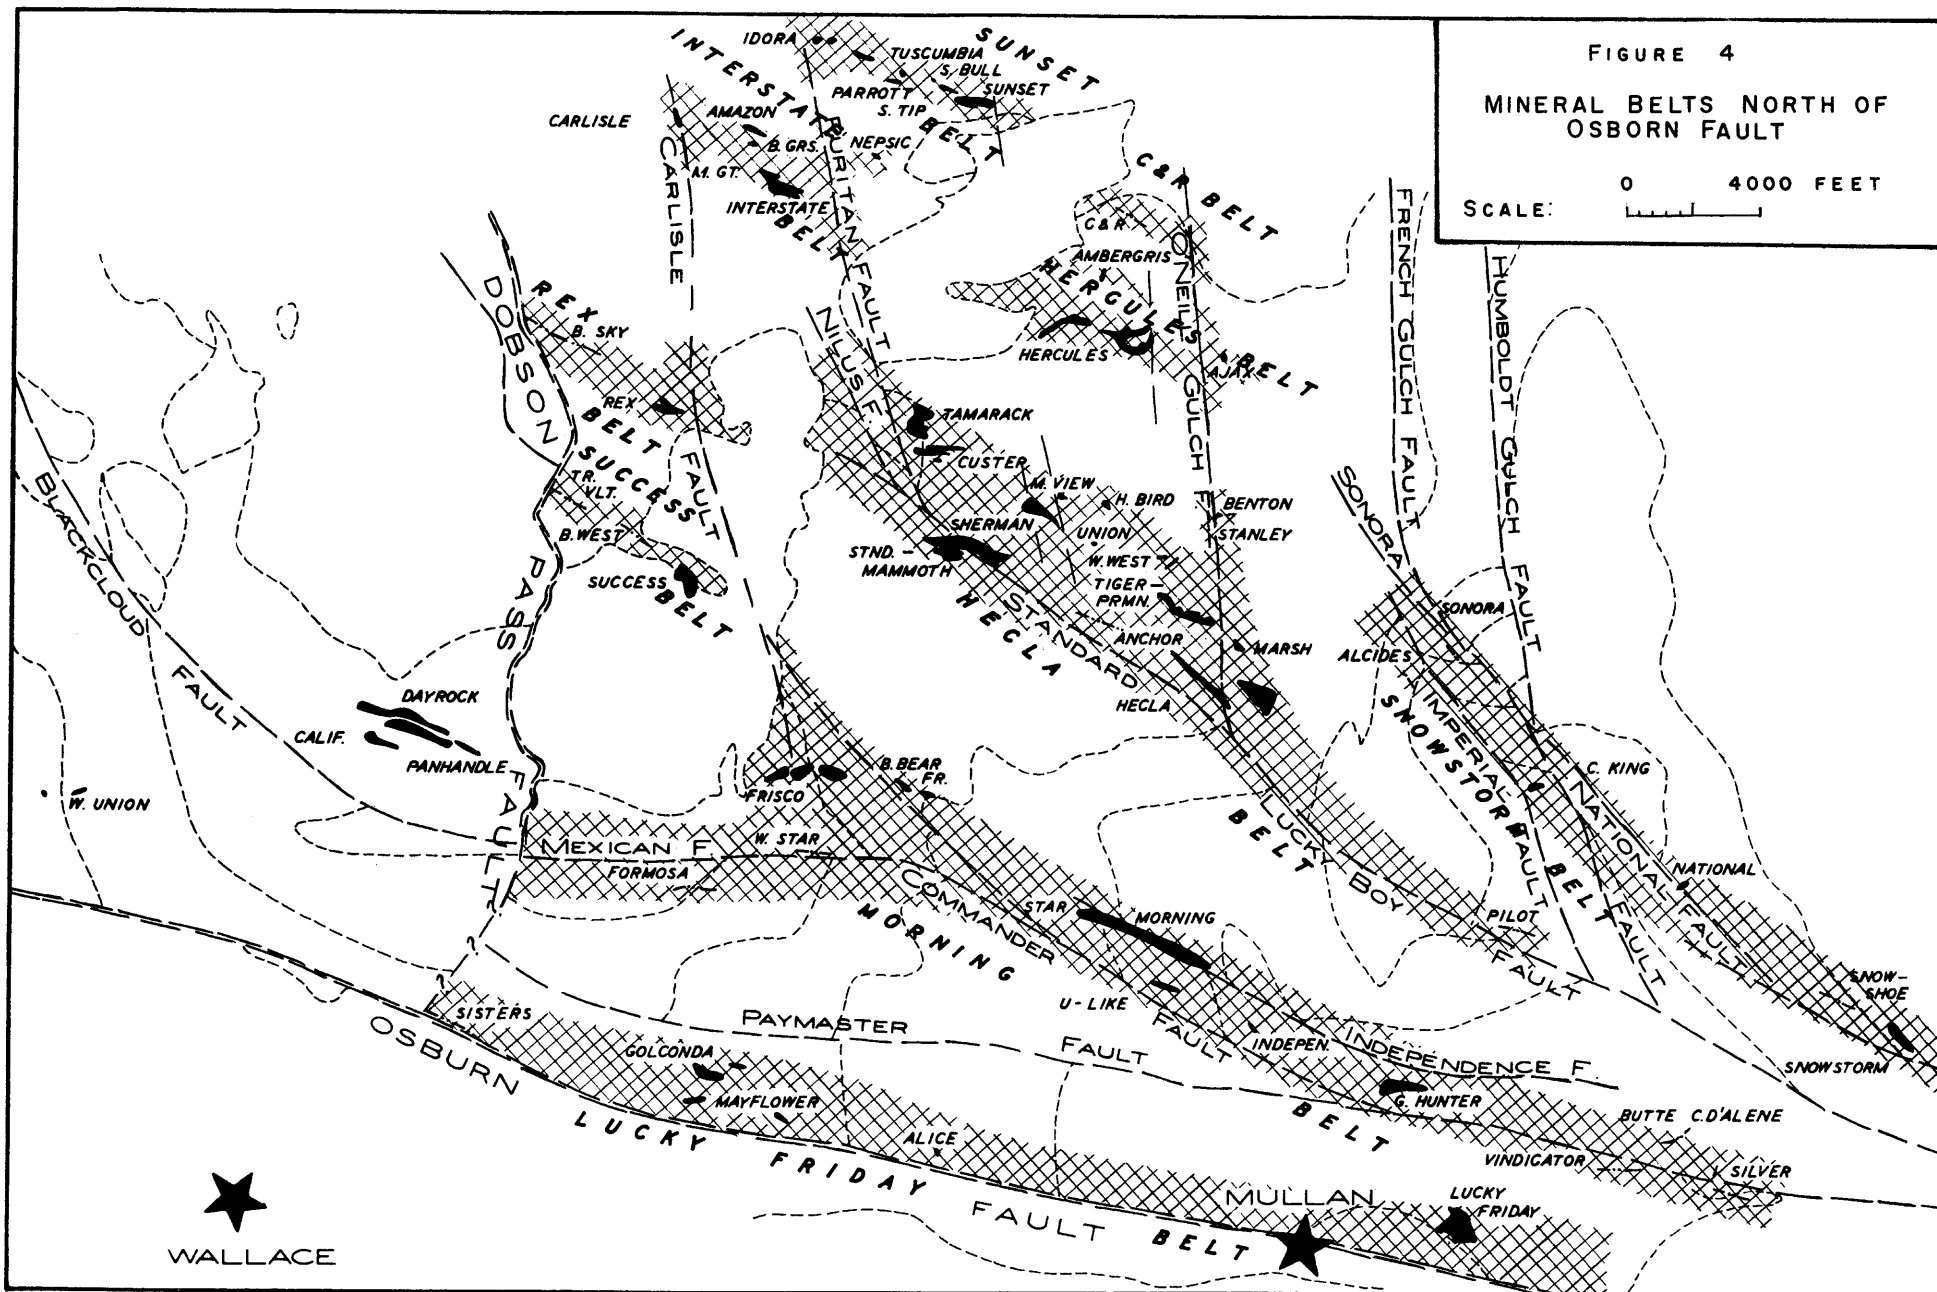 FIGURE 4
MINERAL BELTS NORTH OF
OSBORN FAULT
0 4000 FEET
SCALE:
IDORA
SUNSET
BELT
TUSCUMBIA
S. BULL
SUNSET
PARROTT
S. TIP
INTERSTATE
BELT
CARLISLE
AMAZON
B. GRS.
NEPSIC
M. GT.
INTERSTATE
PURITAN FAULT
CARLISLE
FAULT
C&R BELT
C&R
AMBERGRIS
HERCULES BELT
HERCULES
AJAX
O'NEILL GULCH F.
FRENCH GULCH FAULT
HUMBOLDT GULCH FAULT
DOBSON PASS FAULT
REX
BELT
B. SKY
REX
SUCCESS
BELT
TR.
VLT.
B. WEST
SUCCESS
NILUS F.
TAMARACK
CUSTER
M. VIEW
H. BIRD
SHERMAN
UNION
BENTON
STANLEY
STND. –
MAMMOTH
W. WEST
TIGER –
PRMN.
ANCHOR
MARSH
HECLA
HECLA
BELT
STANDARD
SONORA
SONORA
ALCIDES
IMPERIAL FAULT
SNOWSTORM BELT
BLACKCLOUD
FAULT
DAYROCK
CALIF.
PANHANDLE
W. UNION
FRISCO
B. BEAR
FR.
C. KING
NATIONAL FAULT
FAULT
NATIONAL
LUCKY BOY FAULT
PILOT
MEXICAN F.
W. STAR
FORMOSA
COMMANDER
FAULT
MORNING
BELT
STAR
MORNING
U-LIKE
INDEPEN.
INDEPENDENCE F.
G. HUNTER
SNOW-
SHOE
SNOWSTORM
?
?
?
SISTERS
PAYMASTER
FAULT
OSBURN
FAULT
GOLCONDA
MAYFLOWER
ALICE
LUCKY FRIDAY
BELT
BUTTE C.D'ALENE
VINDICATOR
SILVER
LUCKY
FRIDAY
MULLAN
WALLACE